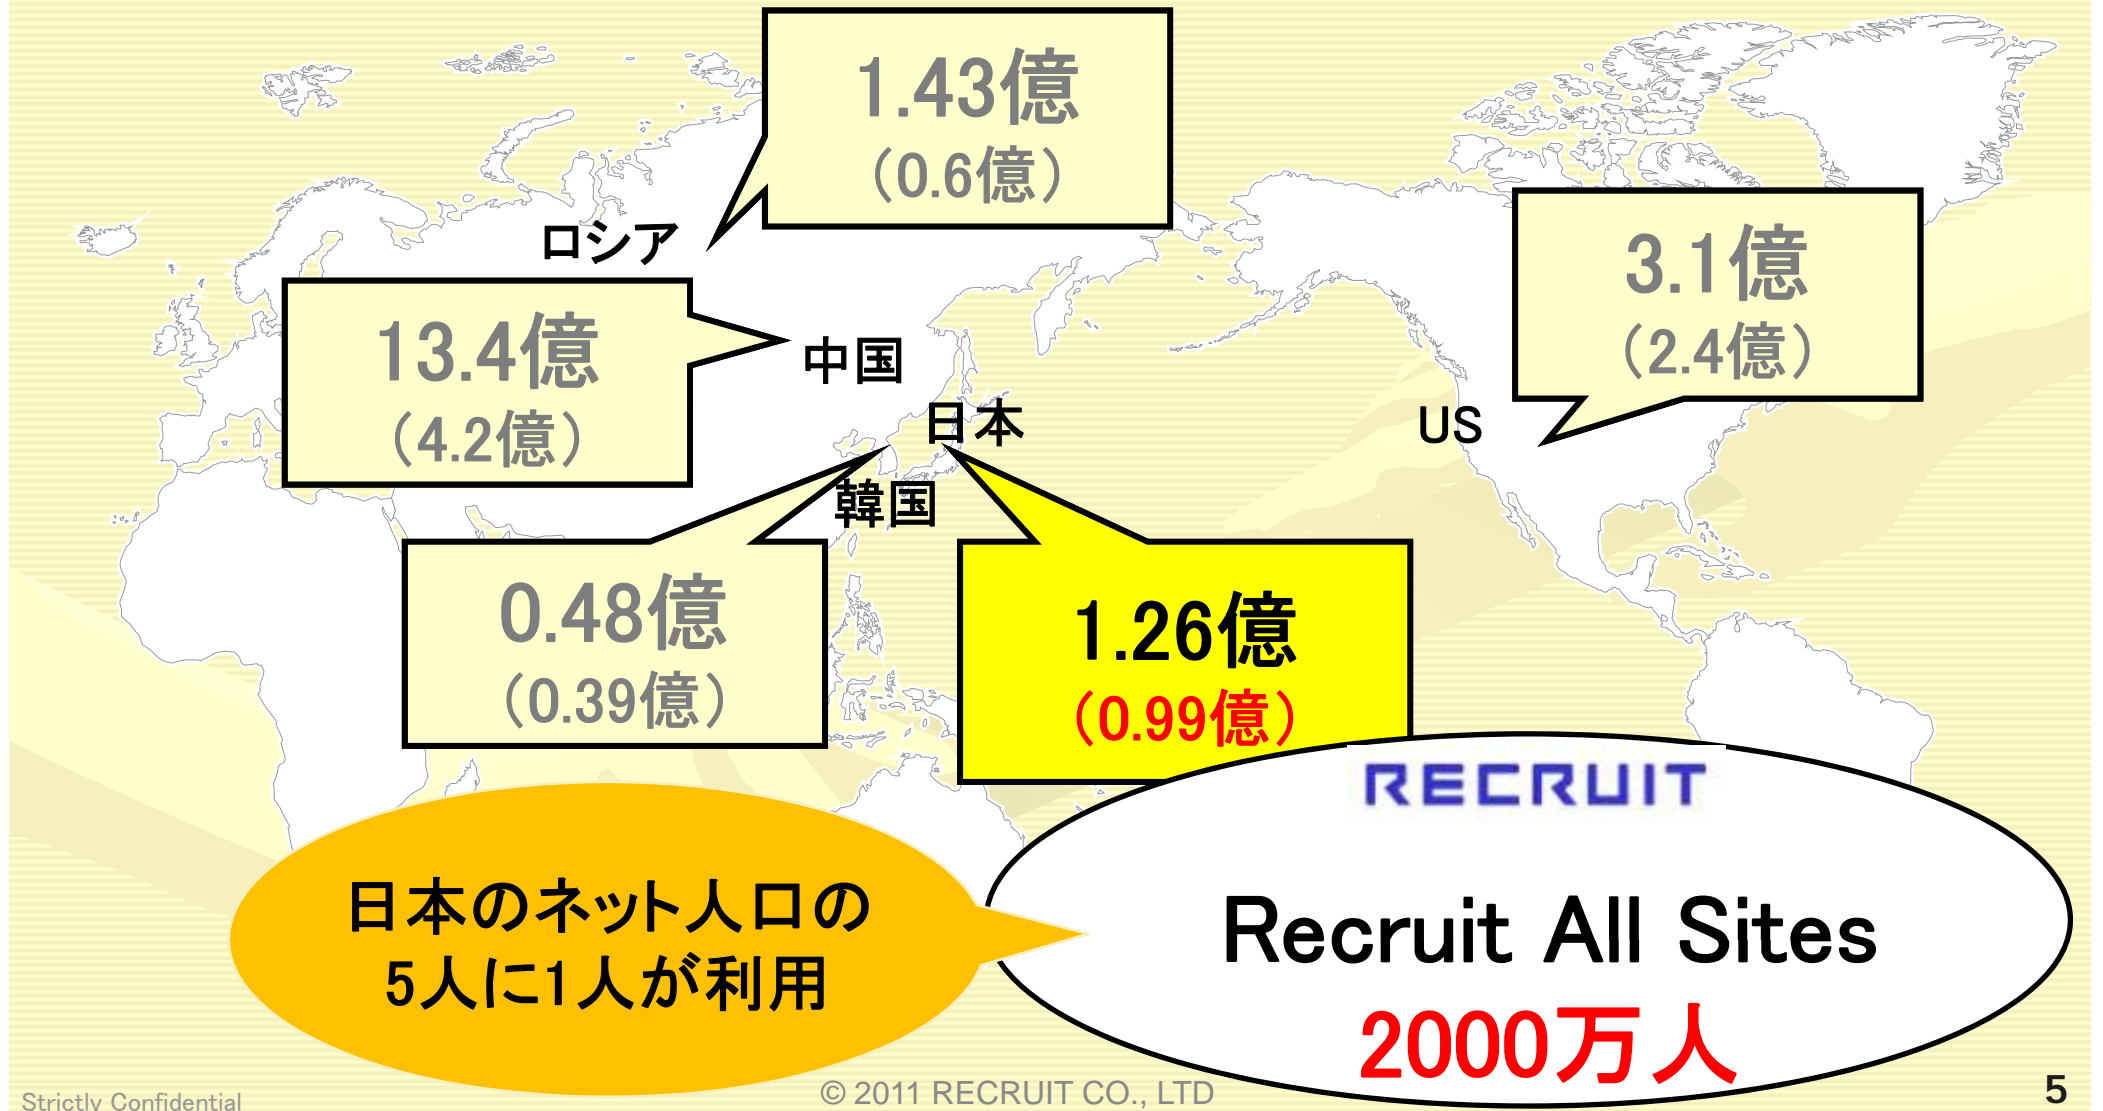 1.43億
(0.6億)
ロシア
3.1億
(2.4億)
13.4億
(4.2億)
中国
日本
US
韓国
0.48億
(0.39億)
1.26億
(0.99億)
RECRUIT
Recruit All Sites
2000万人
日本のネット人口の
5人に1人が利用
Strictly Confidential
© 2011 RECRUIT CO., LTD
5